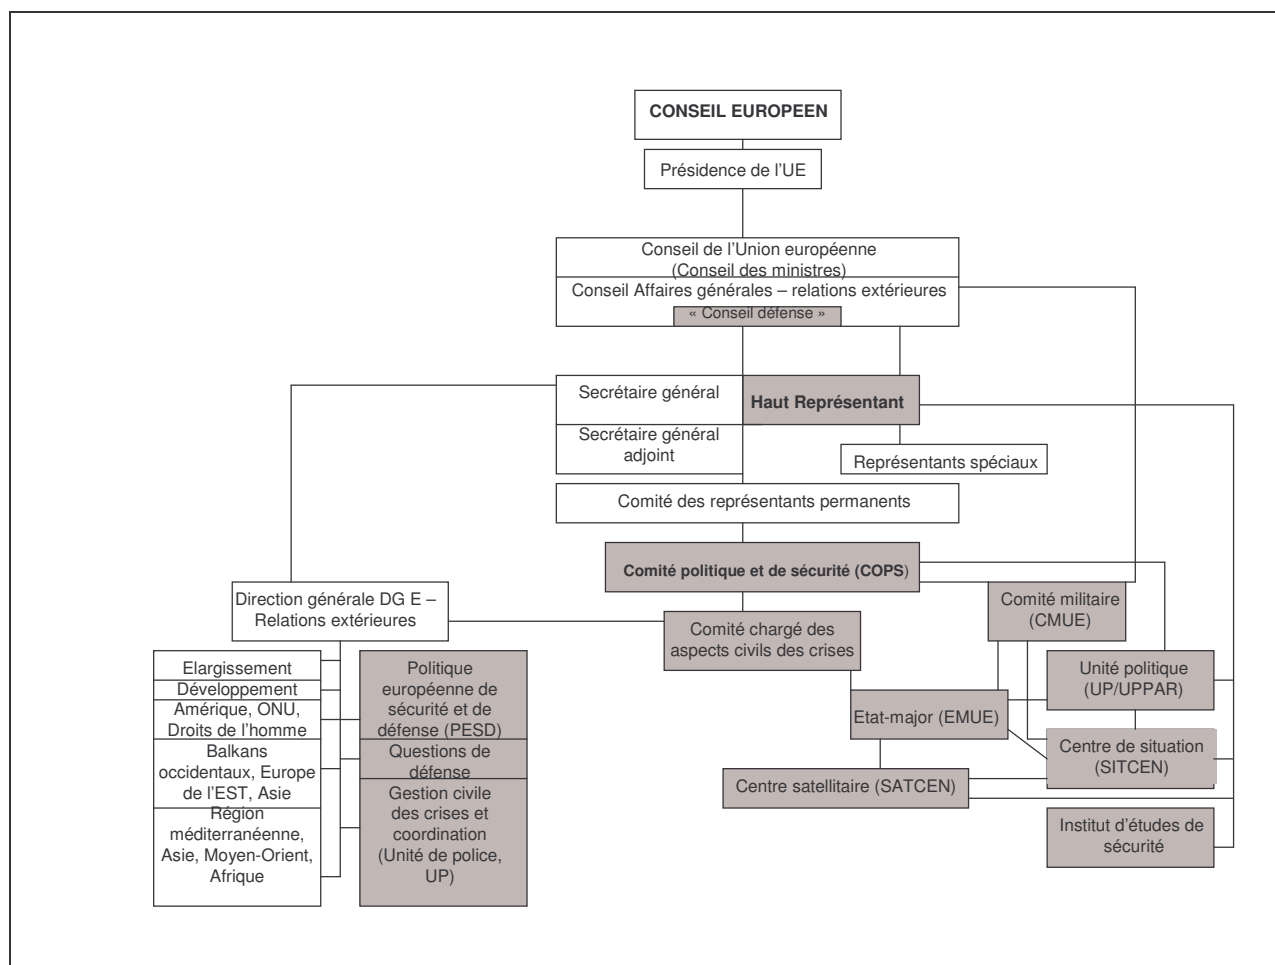 CONSEIL EUROPEEN
Présidence de l'UE
Conseil de l'Union européenne
(Conseil des ministres)
Conseil Affaires générales – relations extérieures
« Conseil défense »
Secrétaire général
Haut Représentant
Secrétaire général
adjoint
Représentants spéciaux
Comité des représentants permanents
Comité politique et de sécurité (COPS)
Direction générale DG E –
Relations extérieures
Comité chargé des
aspects civils des crises
Comité militaire
(CMUE)
Elargissement
Développement
Amérique, ONU,
Droits de l'homme
Balkans
occidentaux, Europe
de l'EST, Asie
Région
méditerranéenne,
Asie, Moyen-Orient,
Afrique
Politique
européenne de
sécurité et de
défense (PESD)
Questions de
défense
Gestion civile
des crises et
coordination
(Unité de police,
UP)
Unité politique
(UP/UPPAR)
Etat-major (EMUE)
Centre de situation
(SITCEN)
Centre satellitaire (SATCEN)
Institut d'études de
sécurité